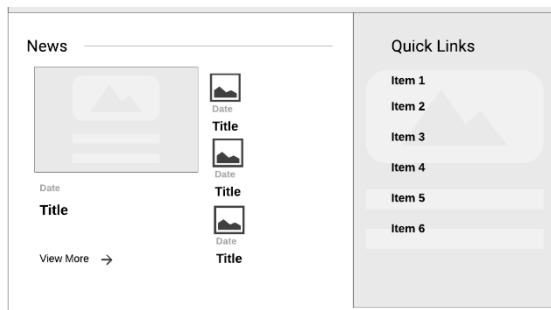 News
Date
Title
View More
Date
Title
Date
Title
Date
Title
Quick Links
Item 1
Item 2
Item 3
Item 4
Item 5
Item 6